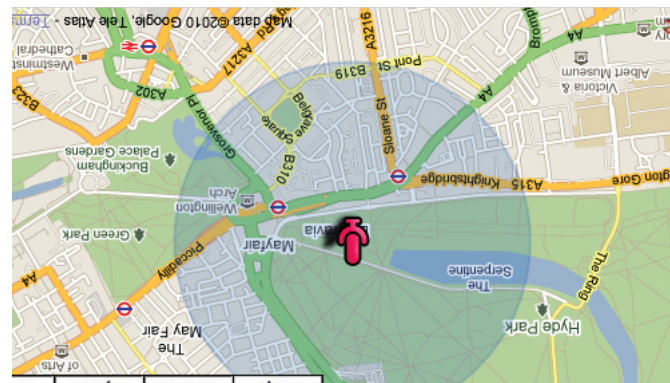 Map data ©2010 Google, Tele Atlas -
Westminster
Cathedral
B323
A302
A3217
Grosvenor Pl
B319
Pont St
A3216
Sloane St
A4
Victoria &
Albert Museum
Belgrave
Square
B310
Buckingham
Palace Gardens
Wellington
Arch
Knightsbridge
A315
Green Park
Piccadilly
Mayfair
The
Serpentine
The Ring
Hyde Park
A4
The
May Fair
of Arts